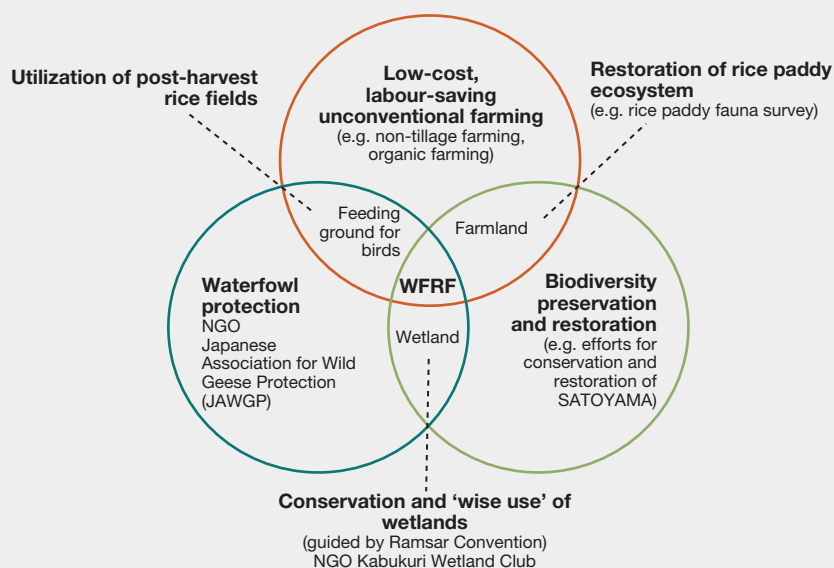 Utilization of post-harvest
rice fields
Low-cost,
labour-saving
unconventional farming
(e.g. non-tillage farming,
organic farming)
Restoration of rice paddy
ecosystem
(e.g. rice paddy fauna survey)
Feeding
ground for
birds
Farmland
WFRF
Waterfowl
protection
NGO
Japanese
Association for Wild
Geese Protection
(JAWGP)
Wetland
Biodiversity
preservation
and restoration
(e.g. efforts for
conservation and
restoration of
SATOYAMA)
Conservation and ‘wise use’ of
wetlands
(guided by Ramsar Convention)
NGO Kabukuri Wetland Club